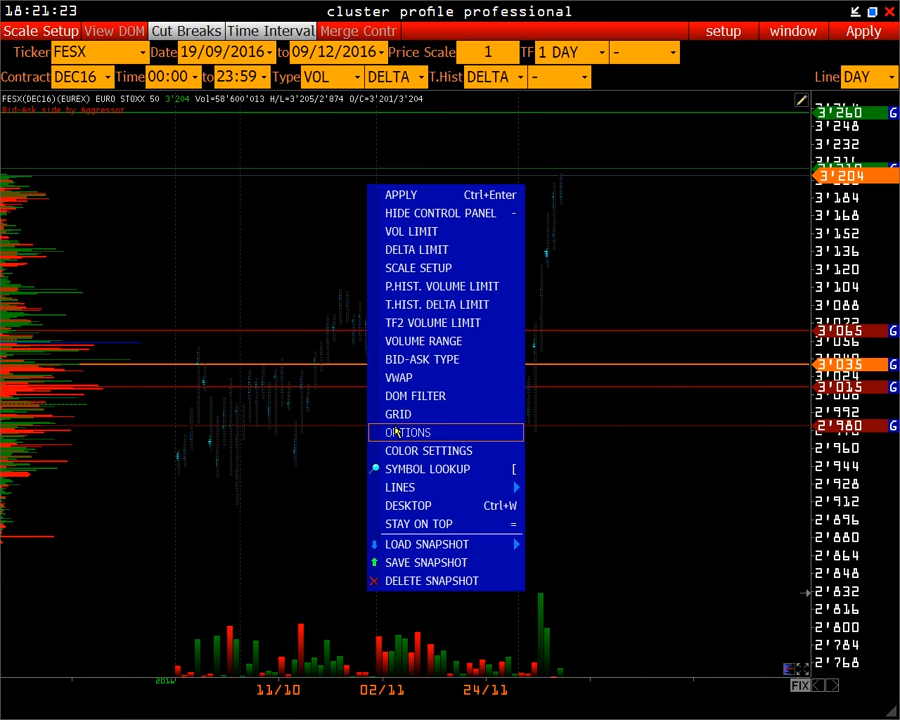 18:21:23 cluster profile professional
Scale Setup View DOM Cut Breaks Time Interval Merge Contr setup window Apply
Ticker FESX Date 19/09/2016 to 09/12/2016 Price Scale 1 TF 1 DAY -
Contract DEC16 Time 00:00 to 23:59 Type VOL DELTA T.Hist DELTA - Line DAY
FESX(DEC16)(EUREX) EURO STOXX 50 3'204 Vol=58'600'013 H/L=3'205/2'874 O/C=3'201/3'204
Bid-Ask side by Aggressor
3'260 G
3'248
3'232
G
3'204
3'184
3'168
3'152
3'136
3'120
3'104
3'088
3'065 G
3'056
3'035 G
3'024
3'015 G
3'008
2'992
2'980 G
2'960
2'944
2'928
2'912
2'896
2'880
2'864
2'848
2'832
2'816
2'800
2'784
2'768
APPLY Ctrl+Enter
HIDE CONTROL PANEL -
VOL LIMIT
DELTA LIMIT
SCALE SETUP
P.HIST. VOLUME LIMIT
T.HIST. DELTA LIMIT
TF2 VOLUME LIMIT
VOLUME RANGE
BID-ASK TYPE
VWAP
DOM FILTER
GRID
OPTIONS
COLOR SETTINGS
SYMBOL LOOKUP [
LINES
DESKTOP Ctrl+W
STAY ON TOP =
LOAD SNAPSHOT
SAVE SNAPSHOT
DELETE SNAPSHOT
2016
11/10 02/11 24/11
FIX